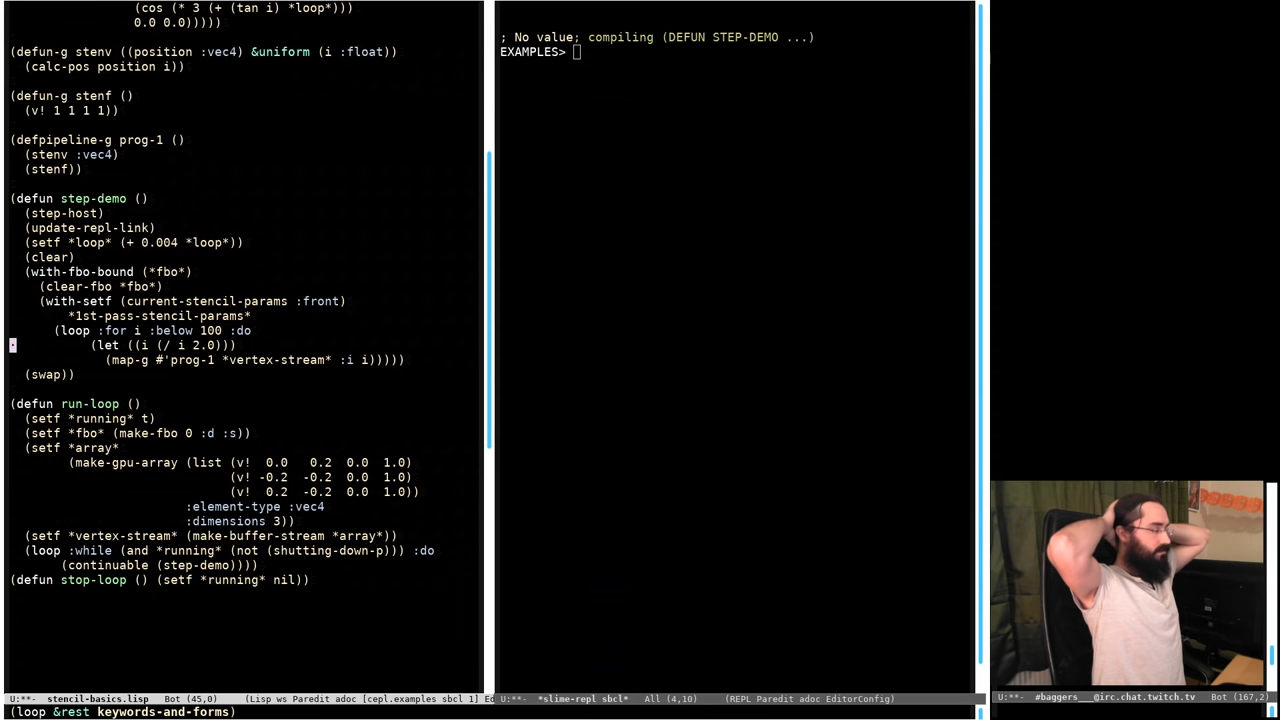 (cos (* 3 (+ (tan i) *loop*)))
0.0 0.0)))))
(defun-g stenv ((position :vec4) &uniform (i :float))
(calc-pos position i))
(defun-g stenf ()
(v! 1 1 1 1))
(defpipeline-g prog-1 ()
(stenv :vec4)
(stenf))
(defun step-demo ()
(step-host)
(update-repl-link)
(setf *loop* (+ 0.004 *loop*))
(clear)
(with-fbo-bound (*fbo*)
(clear-fbo *fbo*)
(with-setf (current-stencil-params :front)
*1st-pass-stencil-params*
(loop :for i :below 100 :do
(let ((i (/ i 2.0)))
(map-g #'prog-1 *vertex-stream* :i i)))))
(swap))
(defun run-loop ()
(setf *running* t)
(setf *fbo* (make-fbo 0 :d :s))
(setf *array*
(make-gpu-array (list (v!  0.0   0.2  0.0  1.0)
(v! -0.2  -0.2  0.0  1.0)
(v!  0.2  -0.2  0.0  1.0))
:element-type :vec4
:dimensions 3))
(setf *vertex-stream* (make-buffer-stream *array*))
(loop :while (and *running* (not (shutting-down-p))) :do
(continuable (step-demo))))
(defun stop-loop () (setf *running* nil))
U:**-  stencil-basics.lisp   Bot (45,0)     (Lisp ws Paredit adoc [cepl.examples sbcl 1] Ed
(loop &rest keywords-and-forms)
; No value; compiling (DEFUN STEP-DEMO ...)
EXAMPLES>
U:**-  *slime-repl sbcl*   All (4,10)     (REPL Paredit adoc EditorConfig)
U:**-  #baggers___@irc.chat.twitch.tv   Bot (167,2)